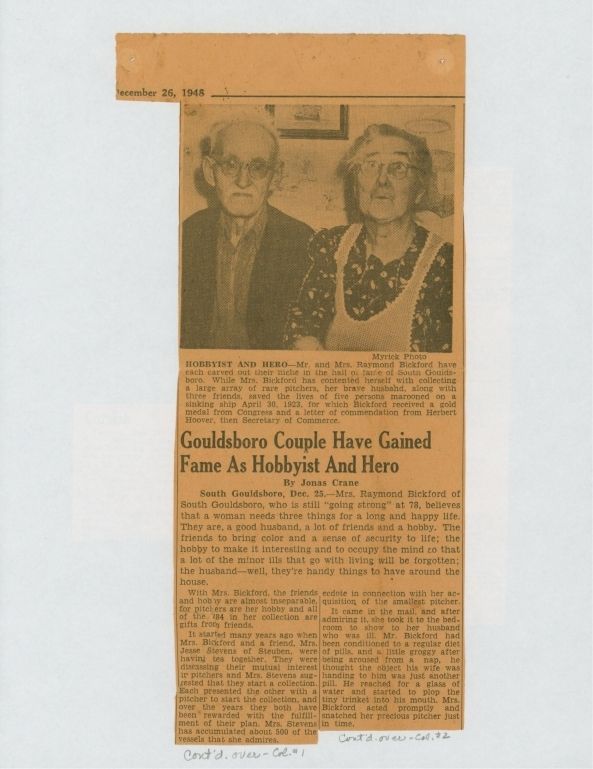 December 26, 1948
Myrick Photo
HOBBYIST AND HERO—Mr. and Mrs. Raymond Bickford have
each carved out their niche in the hall of fame of South Goulds-
boro. While Mrs. Bickford has contented herself with collecting
a large array of rare pitchers, her brave husband, along with
three friends, saved the lives of five persons marooned on a
sinking ship April 30, 1923, for which Bickford received a gold
medal from Congress and a letter of commendation from Herbert
Hoover, then Secretary of Commerce.
Gouldsboro Couple Have Gained
Fame As Hobbyist And Hero
By Jonas Crane
South Gouldsboro, Dec. 25.—Mrs. Raymond Bickford of
South Gouldsboro, who is still "going strong" at 78, believes
that a woman needs three things for a long and happy life.
They are, a good husband, a lot of friends and a hobby. The
friends to bring color and a sense of security to life; the
hobby to make it interesting and to occupy the mind so that
a lot of the minor ills that go with living will be forgotten;
the husband—well, they're handy things to have around the
house.
With Mrs. Bickford, the friends
and hobby are almost inseparable,
for pitchers are her hobby and all
of the 784 in her collection are
gifts from friends.
It started many years ago when
Mrs. Bickford and a friend, Mrs.
Jesse Stevens of Steuben, were
having tea together. They were
discussing their mutual interest
in pitchers and Mrs. Stevens sug-
gested that they start a collection.
Each presented the other with a
pitcher to start the collection, and
over the years they both have
been rewarded with the fulfill-
ment of their plan. Mrs. Stevens
has accumulated about 500 of the
vessels that she admires.
Cont'd. over - Col. #1
ecdote in connection with her ac-
quisition of the smallest pitcher.
It came in the mail, and after
admiring it, she took it to the bed-
room to show to her husband
who was ill. Mr. Bickford had
been conditioned to a regular diet
of pills, and a little groggy after
being aroused from a nap, he
thought the object his wife was
handing to him was just another
pill. He reached for a glass of
water and started to plop the
tiny trinket into his mouth. Mrs.
Bickford acted promptly and
snatched her precious pitcher just
in time.
Cont'd. over - Col. #2